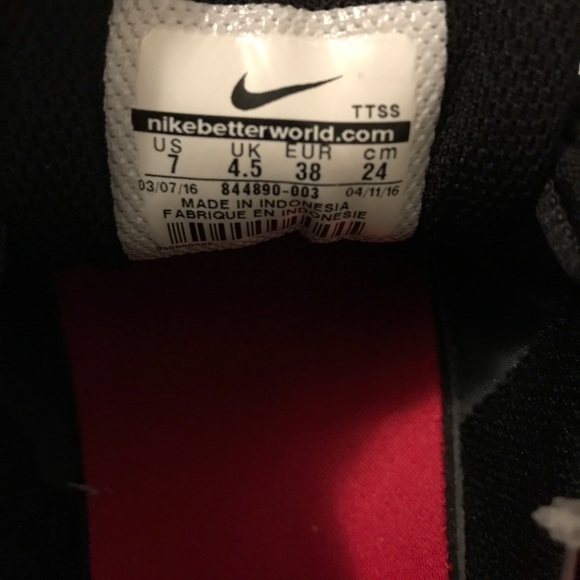 TTSS
nikebetterworld.com
US UK EUR cm
7 4.5 38 24
03/07/16 844890-003 04/11/16
MADE IN INDONESIA
FABRIQUE EN INDONESIE